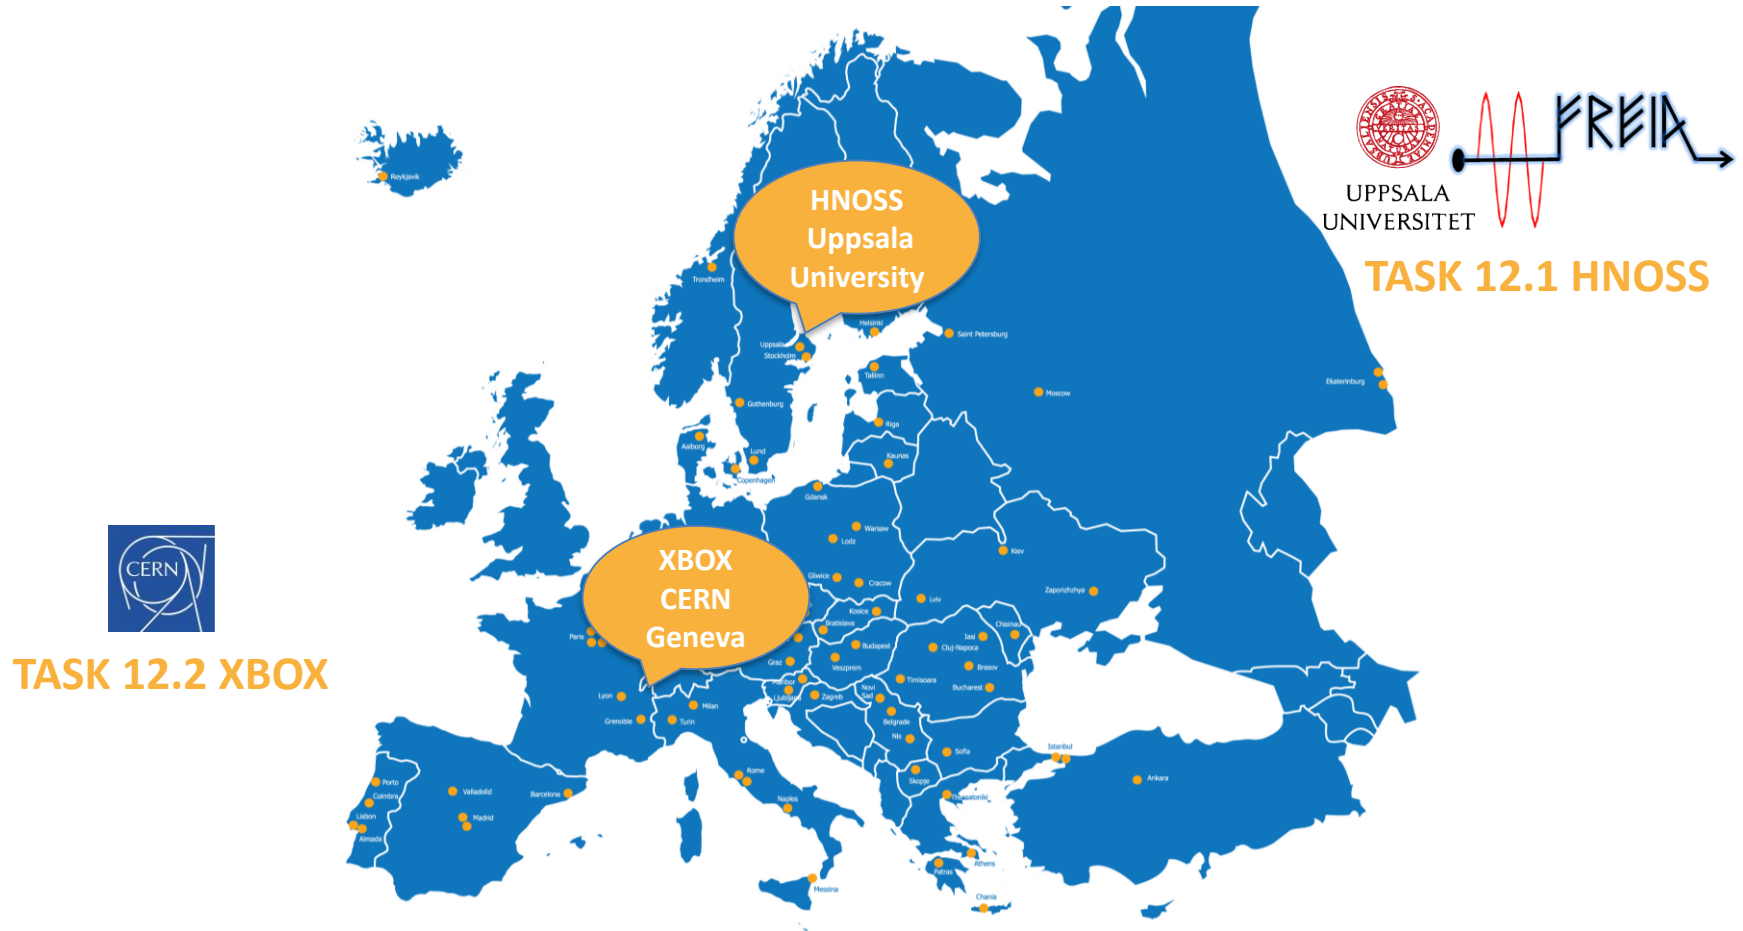 Reykjavik
HNOSS
Uppsala
University
FREIA
UPPSALA
UNIVERSITET
TASK 12.1 HNOSS
Trondheim
Helsinki
Saint Petersburg
Uppsala
Stockholm
Tallinn
Ekaterinburg
Moscow
Gothenburg
Riga
Aalborg
Lund
Kaunas
Copenhagen
Gdansk
Warsaw
Lodz
Kiev
CERN
XBOX
CERN
Geneva
TASK 12.2 XBOX
Gliwice
Cracow
Zaporizhzhya
Lviv
Kosice
Bratislava
Chisinau
Iasi
Paris
Budapest
Cluj-Napoca
Graz
Veszprem
Brasov
Timisoara
Maribor
Ljubljana
Zagreb
Novi
Sad
Bucharest
Lyon
Milan
Grenoble
Turin
Belgrade
Nis
Sofia
Istanbul
Skopje
Ankara
Rome
Porto
Valladolid
Barcelona
Coimbra
Naples
Thessaloniki
Lisbon
Madrid
Almada
Athens
Patras
Messina
Chania